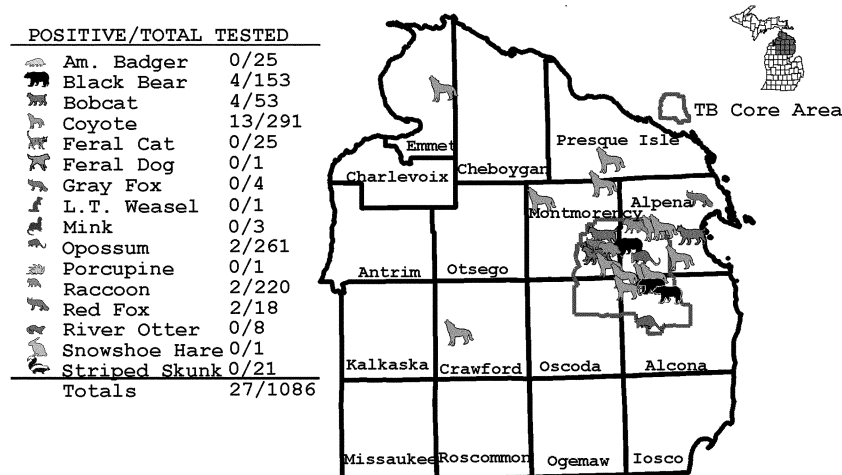 POSITIVE/TOTAL TESTED
Am. Badger 0/25
Black Bear 4/153
Bobcat 4/53
Coyote 13/291
Feral Cat 0/25
Feral Dog 0/1
Gray Fox 0/4
L.T. Weasel 0/1
Mink 0/3
Opossum 2/261
Porcupine 0/1
Raccoon 2/220
Red Fox 2/18
River Otter 0/8
Snowshoe Hare 0/1
Striped Skunk 0/21
Totals 27/1086
TB Core Area
Emmet
Presque Isle
Charlevoix
Cheboygan
Montmorency
Alpena
Antrim
Otsego
Kalkaska
Crawford
Oscoda
Alcona
Missaukee
Roscommon
Ogemaw
Iosco